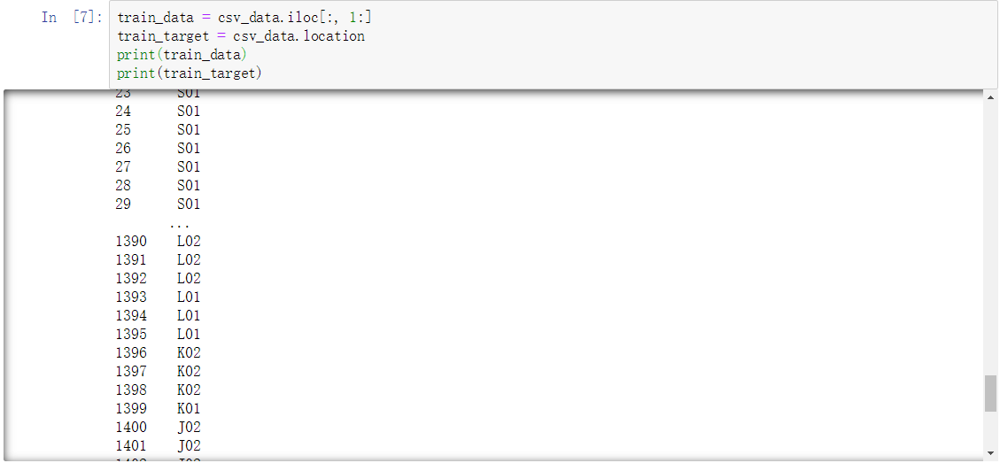 In [7]:
train_data = csv_data.iloc[:, 1:]
train_target = csv_data.location
print(train_data)
print(train_target)
23 S01
24 S01
25 S01
26 S01
27 S01
28 S01
29 S01
...
1390 L02
1391 L02
1392 L02
1393 L01
1394 L01
1395 L01
1396 K02
1397 K02
1398 K02
1399 K01
1400 J02
1401 J02
1402 J02